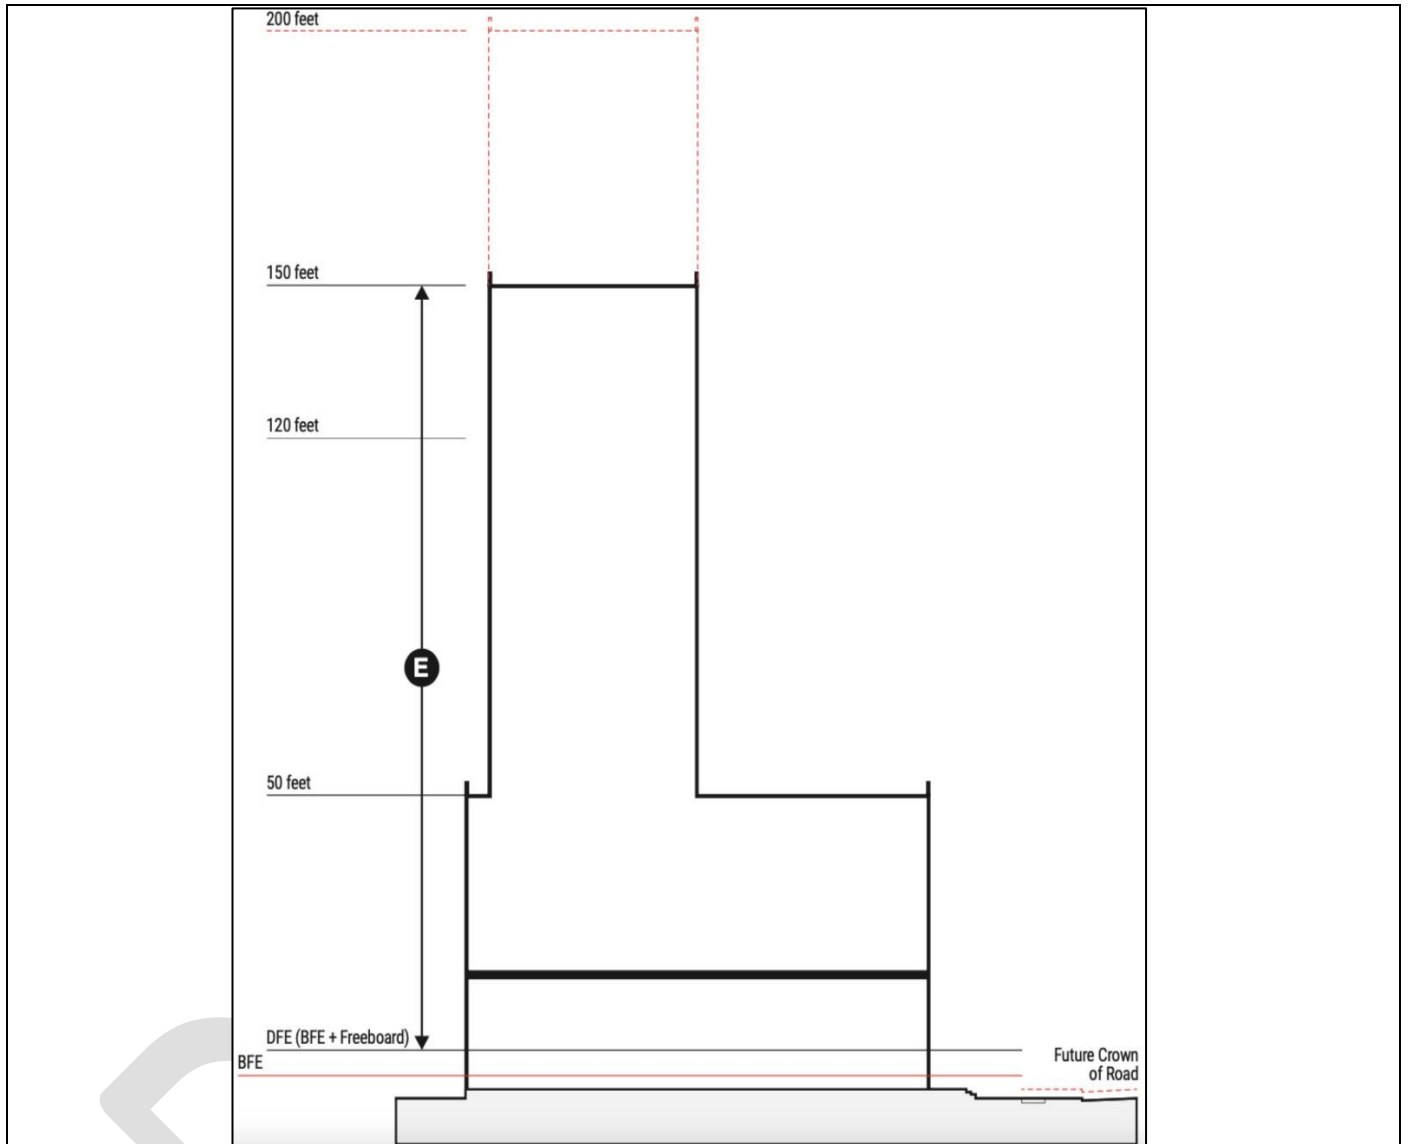 200 feet
150 feet
120 feet
E
50 feet
DFE (BFE + Freeboard)
BFE
Future Crown
of Road